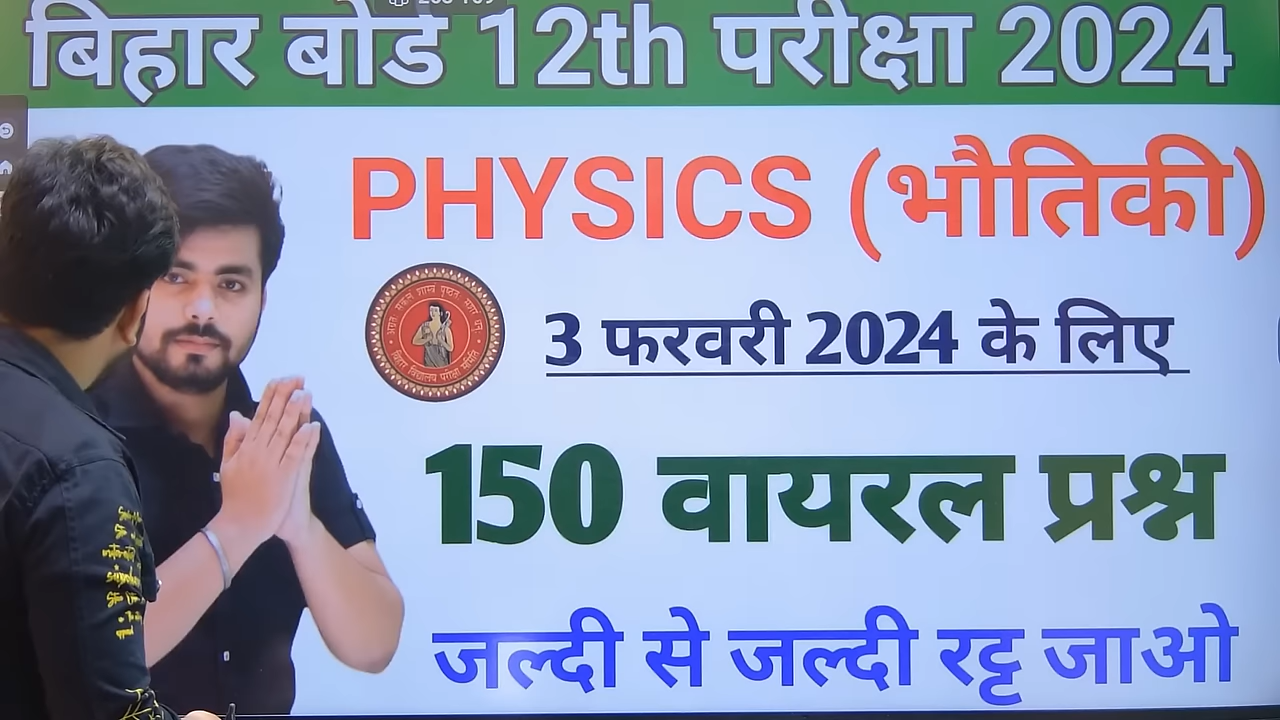 बिहार बोर्ड 12th परीक्षा 2024
PHYSICS (भौतिकी)
3 फरवरी 2024 के लिए
150 वायरल प्रश्न
जल्दी से जल्दी रट्ट जाओ